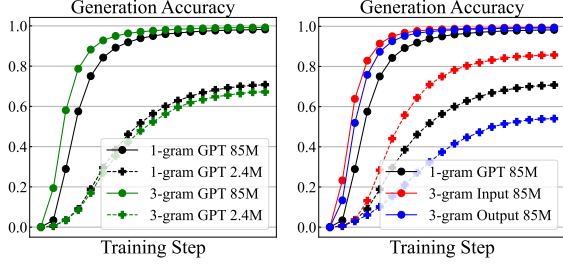 Generation Accuracy
1.0
0.8
0.6
0.4
0.2
0.0
1-gram GPT 85M
1-gram GPT 2.4M
3-gram GPT 85M
3-gram GPT 2.4M
Training Step
Generation Accuracy
1.0
0.8
0.6
0.4
0.2
0.0
1-gram GPT 85M
3-gram Input 85M
3-gram Output 85M
Training Step